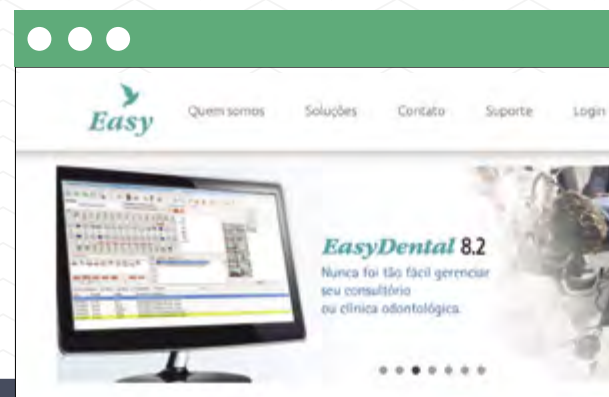 Easy
Quem somos
Soluções
Contato
Suporte
Login
EasyDental 8.2
Nunca foi tão fácil gerenciar
seu consultório
ou clínica odontológica.